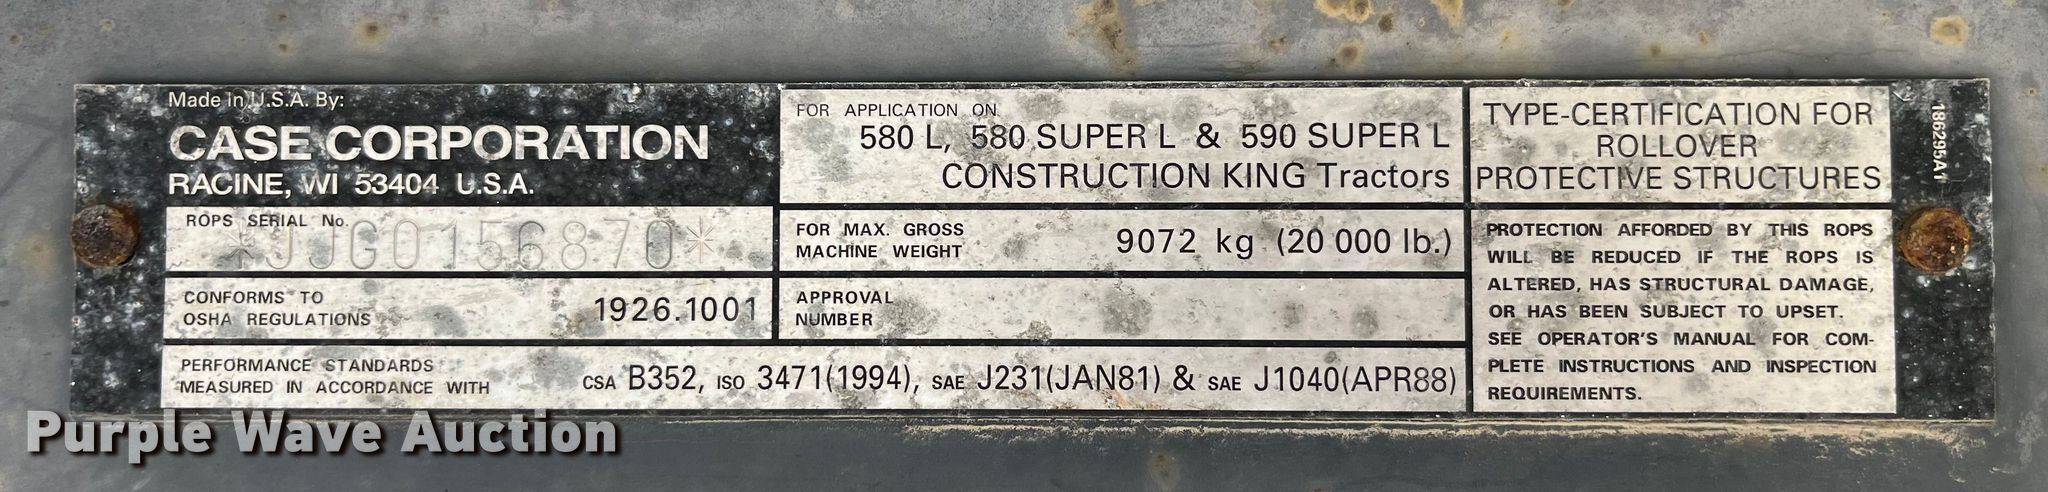 Made in U.S.A. By:
CASE CORPORATION
RACINE, WI 53404 U.S.A.
ROPS SERIAL No.
*JJG0156870*
CONFORMS TO
OSHA REGULATIONS
1926.1001
PERFORMANCE STANDARDS
MEASURED IN ACCORDANCE WITH
CSA B352, ISO 3471(1994), SAE J231(JAN81) & SAE J1040(APR88)
FOR APPLICATION ON
580 L, 580 SUPER L & 590 SUPER L
CONSTRUCTION KING Tractors
FOR MAX. GROSS
MACHINE WEIGHT
9072 kg (20 000 lb.)
APPROVAL
NUMBER
TYPE-CERTIFICATION FOR
ROLLOVER
PROTECTIVE STRUCTURES
PROTECTION AFFORDED BY THIS ROPS
WILL BE REDUCED IF THE ROPS IS
ALTERED, HAS STRUCTURAL DAMAGE,
OR HAS BEEN SUBJECT TO UPSET.
SEE OPERATOR'S MANUAL FOR COM-
PLETE INSTRUCTIONS AND INSPECTION
REQUIREMENTS.
186295A1
Purple Wave Auction